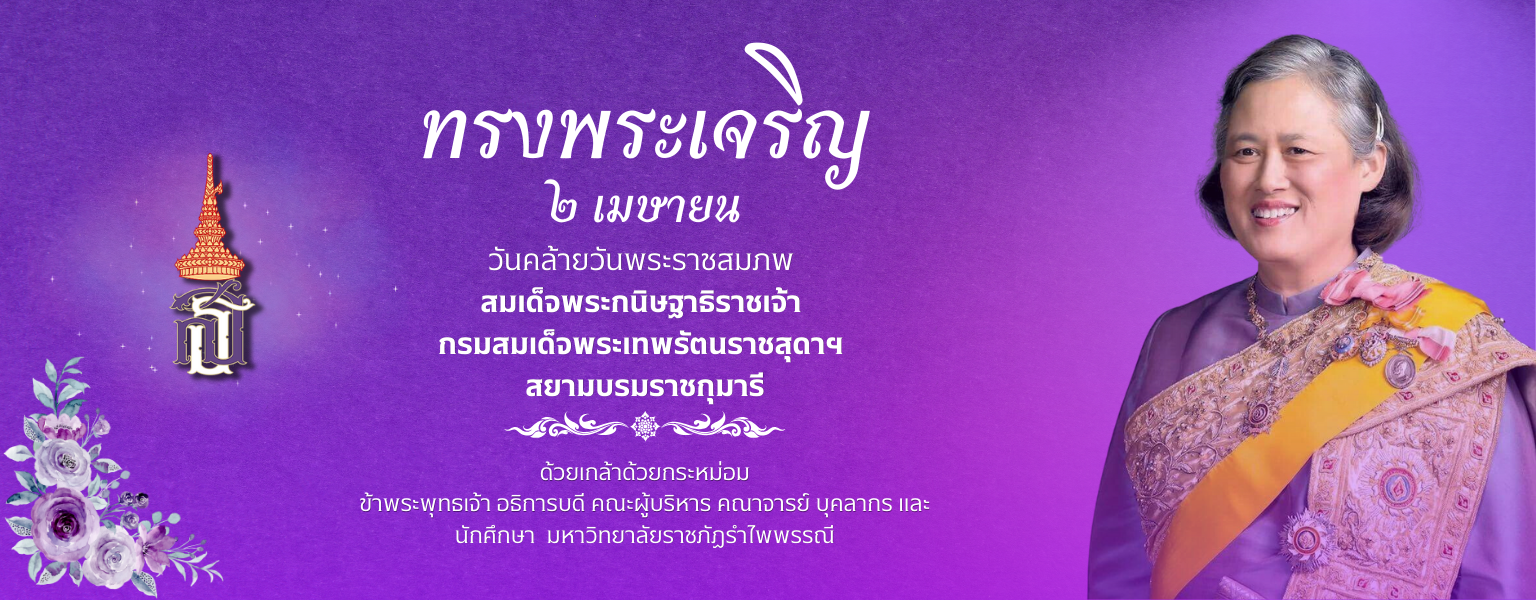 ทรงพระเจริญ
๒ เมษายน
วันคล้ายวันพระราชสมภพ
สมเด็จพระกนิษฐาธิราชเจ้า
กรมสมเด็จพระเทพรัตนราชสุดาฯ
สยามบรมราชกุมารี
ด้วยเกล้าด้วยกระหม่อม
ข้าพระพุทธเจ้า อธิการบดี คณะผู้บริหาร คณาจารย์ บุคลากร และ
นักศึกษา มหาวิทยาลัยราชภัฏรำไพพรรณี